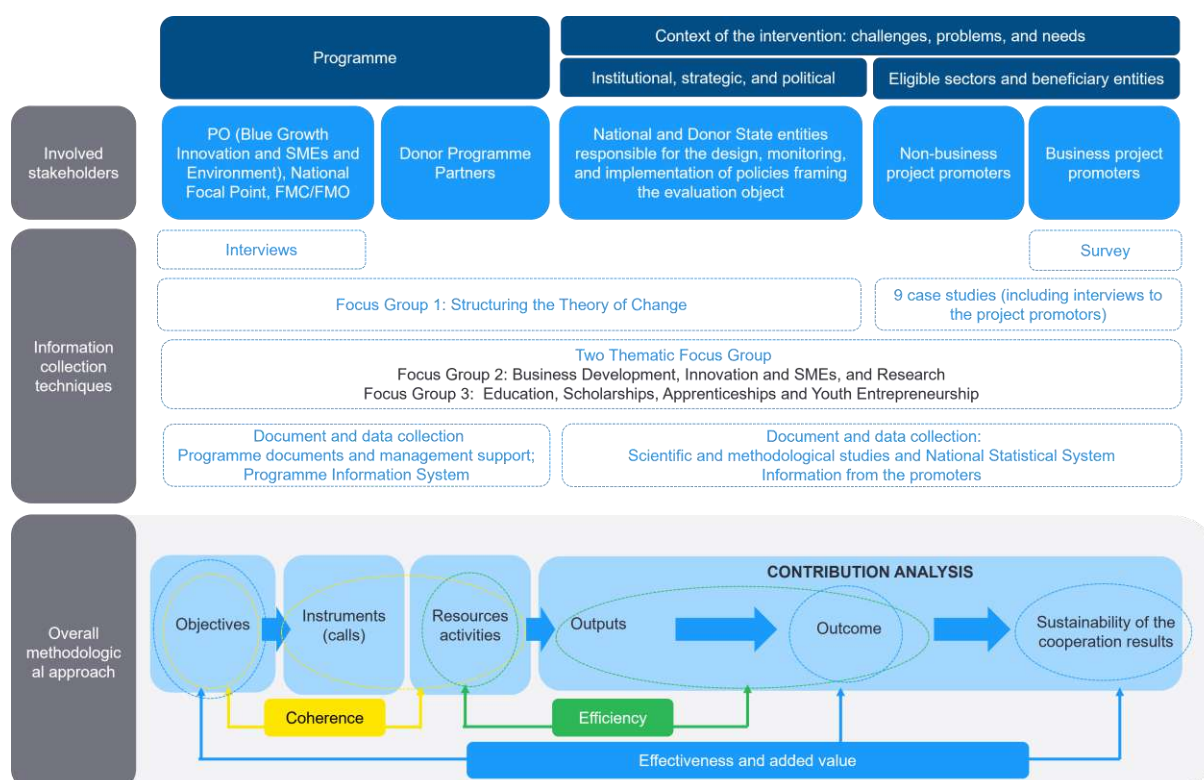 Programme
Context of the intervention: challenges, problems, and needs
Institutional, strategic, and political
Eligible sectors and beneficiary entities
Involved
stakeholders
PO (Blue Growth
Innovation and SMEs and
Environment), National
Focal Point, FMC/FMO
Donor Programme
Partners
National and Donor State entities
responsible for the design, monitoring,
and implementation of policies framing
the evaluation object
Non-business
project promoters
Business project
promoters
Information
collection
techniques
Interviews
Survey
Focus Group 1: Structuring the Theory of Change
9 case studies (including interviews to
the project promotors)
Two Thematic Focus Group
Focus Group 2: Business Development, Innovation and SMEs, and Research
Focus Group 3: Education, Scholarships, Apprenticeships and Youth Entrepreneurship
Document and data collection
Programme documents and management support;
Programme Information System
Document and data collection:
Scientific and methodological studies and National Statistical System
Information from the promoters
Overall
methodologic
al approach
CONTRIBUTION ANALYSIS
Objectives
Instruments
(calls)
Resources
activities
Outputs
Outcome
Sustainability of the
cooperation results
Coherence
Efficiency
Effectiveness and added value